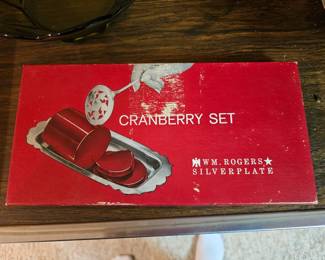 CRANBERRY SET
WM. ROGERS★
SILVERPLATE